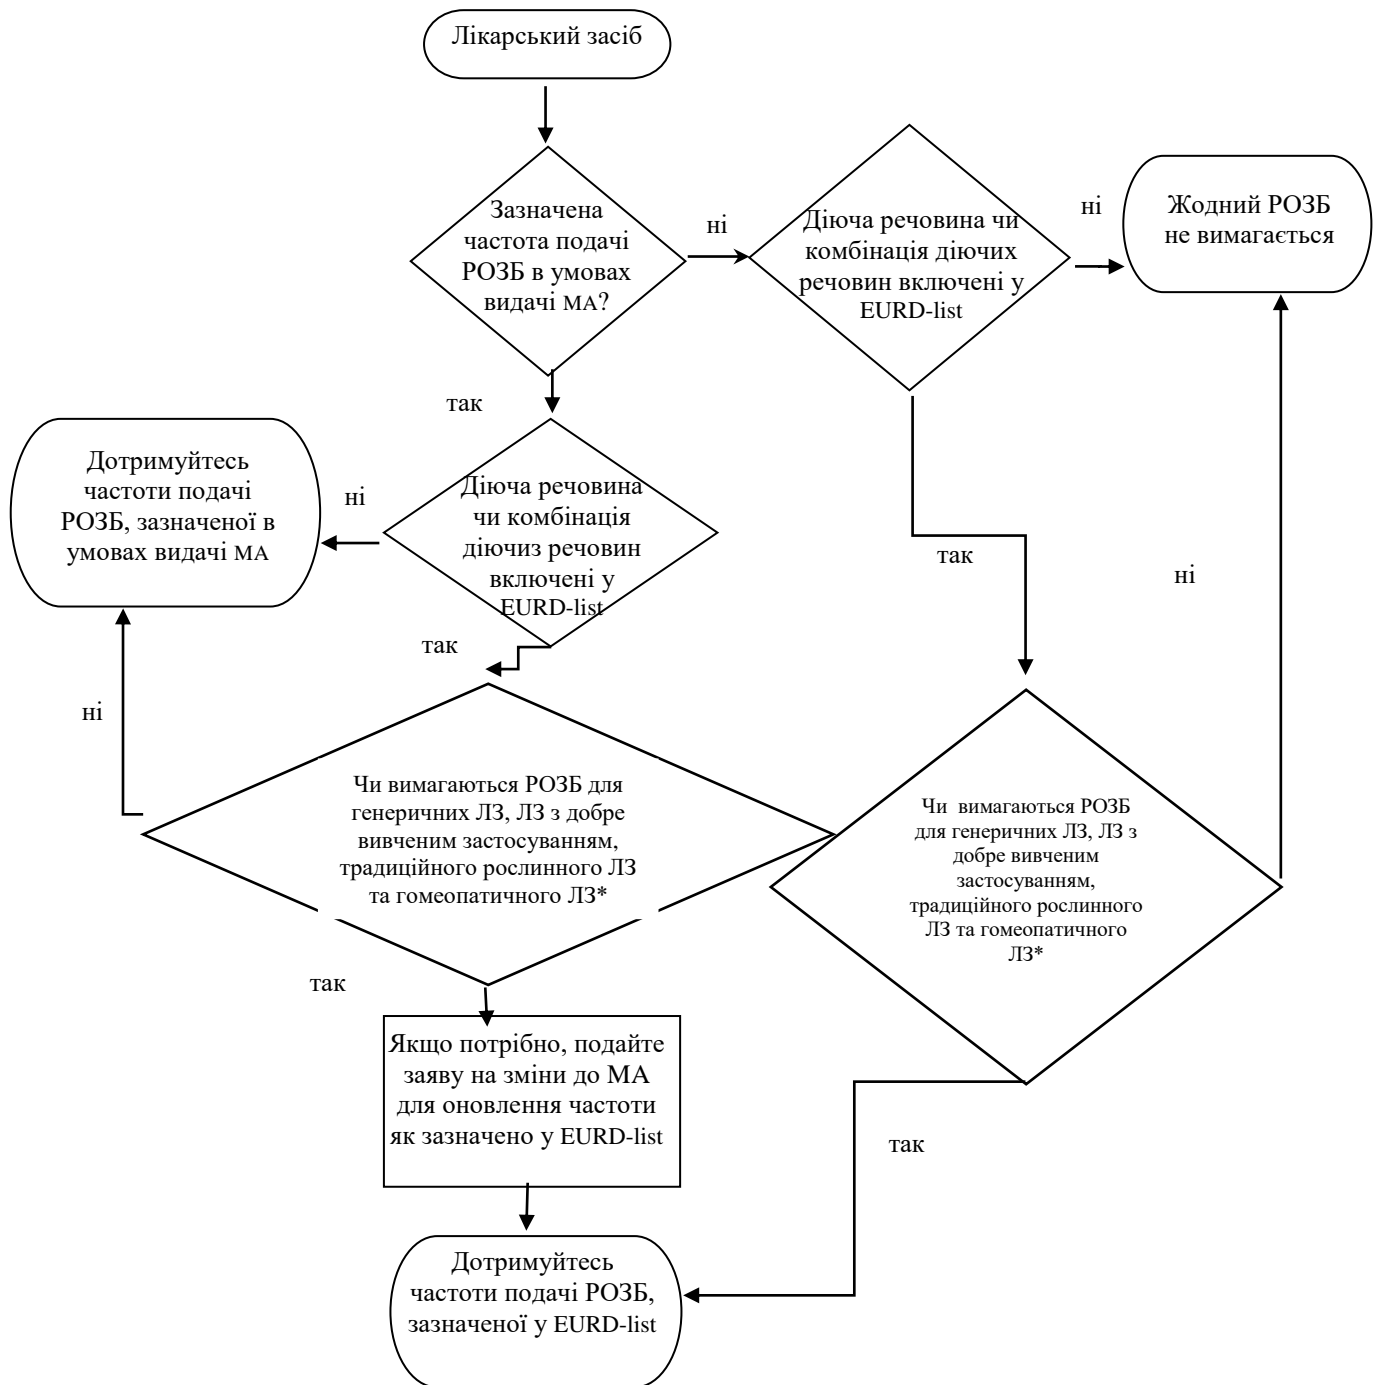 Лікарський засіб
Зазначена
частота подачі
РОЗБ в умовах
видачі МА?
ні
Діюча речовина чи
комбінація діючих
речовин включені у
EURD-list
ні
Жодний РОЗБ
не вимагається
так
Дотримуйтесь
частоти подачі
РОЗБ, зазначеної в
умовах видачі МА
ні
Діюча речовина
чи комбінація
діючиз речовин
включені у
EURD-list
так
ні
так
ні
Чи вимагаються РОЗБ для
генеричних ЛЗ, ЛЗ з добре
вивченим застосуванням,
традиційного рослинного ЛЗ
та гомеопатичного ЛЗ*
Чи вимагаються РОЗБ
для генеричних ЛЗ, ЛЗ з
добре вивченим
застосуванням,
традиційного рослинного
ЛЗ та гомеопатичного
ЛЗ*
так
Якщо потрібно, подайте
заяву на зміни до МА
для оновлення частоти
як зазначено у EURD-list
так
Дотримуйтесь
частоти подачі РОЗБ,
зазначеної у EURD-list